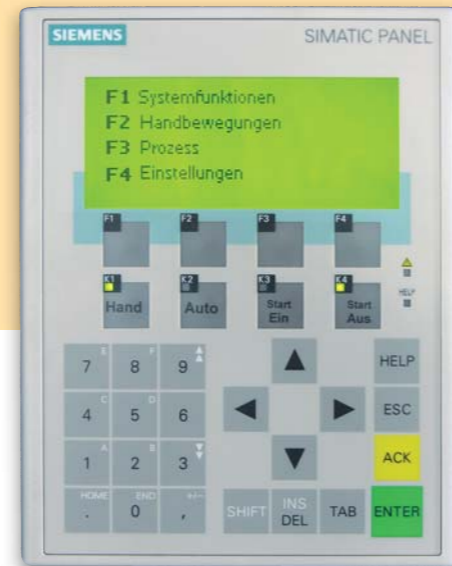 SIEMENS
SIMATIC PANEL
F1 Systemfunktionen
F2 Handbewegungen
F3 Prozess
F4 Einstellungen
F1 F2 F3 F4
K1 K2 K3 K4
Hand Auto Start Ein Start Aus
HELP
7 E 8 F 9
HELP
4 C 5 D 6
ESC
1 A 2 B 3
ACK
HOME . END 0 +/- ,
SHIFT INS DEL TAB ENTER